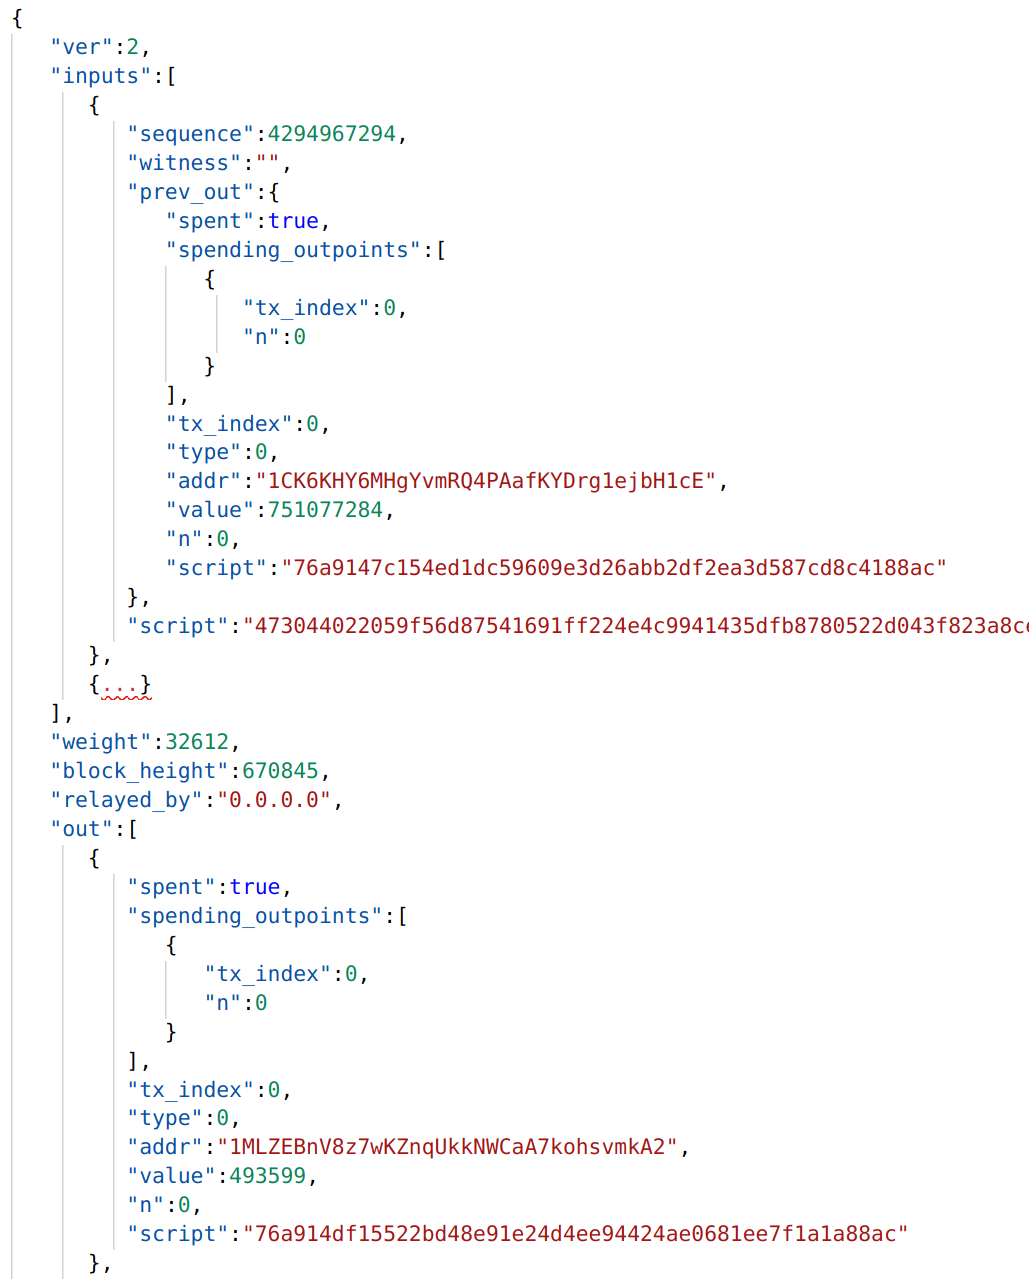 {
"ver":2,
"inputs":[
{
"sequence":4294967294,
"witness":"",
"prev_out":{
"spent":true,
"spending_outpoints":[
{
"tx_index":0,
"n":0
}
],
"tx_index":0,
"type":0,
"addr":"1CK6KHY6MHgYvmRQ4PAafKYDrg1ejbH1cE",
"value":751077284,
"n":0,
"script":"76a9147c154ed1dc59609e3d26abb2df2ea3d587cd8c4188ac"
},
"script":"473044022059f56d87541691ff224e4c9941435dfb8780522d043f823a8ce
},
{...}
],
"weight":32612,
"block_height":670845,
"relayed_by":"0.0.0.0",
"out":[
{
"spent":true,
"spending_outpoints":[
{
"tx_index":0,
"n":0
}
],
"tx_index":0,
"type":0,
"addr":"1MLZEBnV8z7wKZnqUkkNWCaA7kohsvmkA2",
"value":493599,
"n":0,
"script":"76a914df15522bd48e91e24d4ee94424ae0681ee7f1a1a88ac"
},